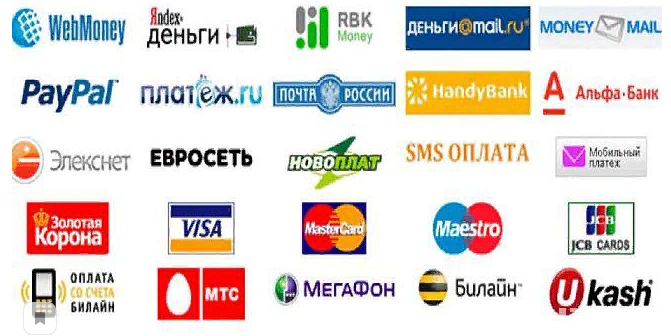 WebMoney
Яndex
деньги
RBK
Money
деньги@mail.ru
MONEY MAIL
PayPal
платёж.ru
ПОЧТА РОССИИ
HandyBank
Альфа·Банк
Элекснет
ЕВРОСЕТЬ
НОВОПЛАТ
SMS ОПЛАТА
Мобильный
платеж
Золотая
Корона
VISA
MasterCard
Maestro
JCB
JCB CARDS
ОПЛАТА
СО СЧЕТА
БИЛАЙН
МТС
МЕГАФОН
Билайн
Ukash